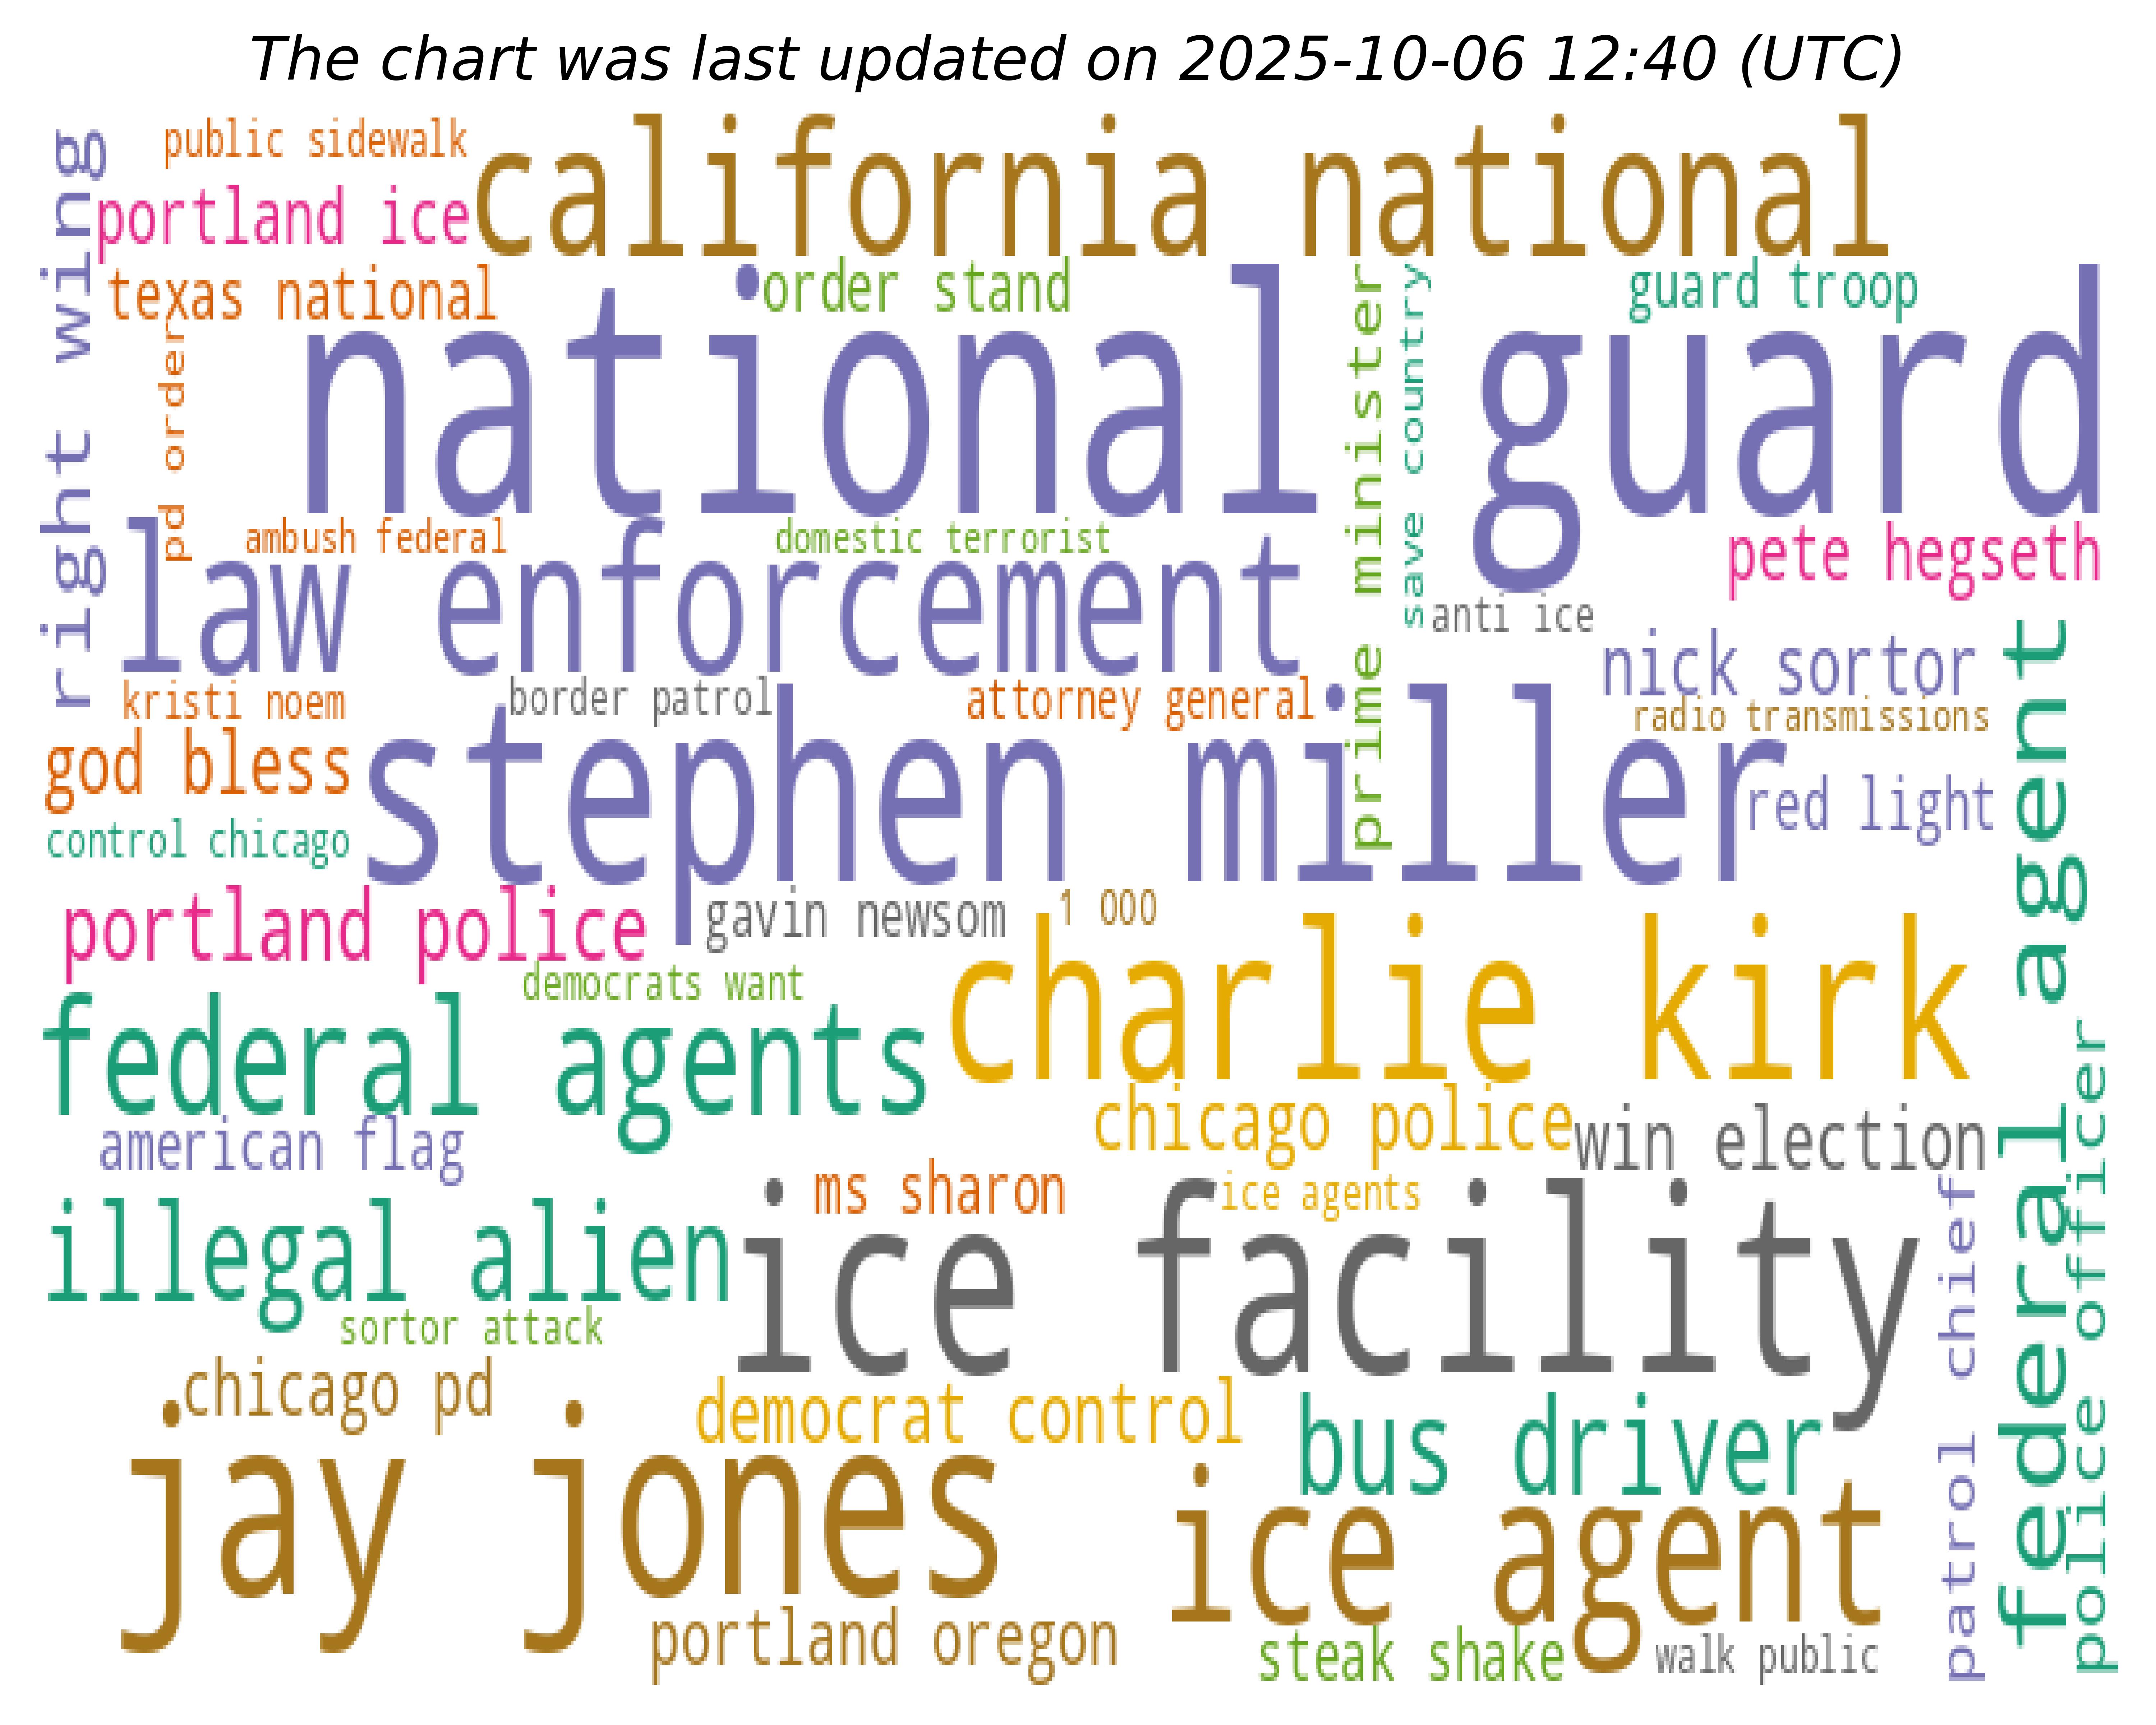 The chart was last updated on 2025-10-06 12:40 (UTC)
right wing
public sidewalk
california national
portland ice
texas national
order stand
guard troop
national guard
pd order
prime minister
save country
ambush federal
domestic terrorist
pete hegseth
law enforcement
anti ice
nick sortor
federal agent
kristi noem
border patrol
attorney general
radio transmissions
god bless
stephen miller
red light
control chicago
portland police
gavin newsom
1 000
charlie kirk
democrats want
federal agents
police officer
american flag
chicago police
win election
ms sharon
ice agents
patrol chief
illegal alien
ice facility
sortor attack
chicago pd
democrat control
bus driver
jay jones
ice agent
portland oregon
steak shake
walk public